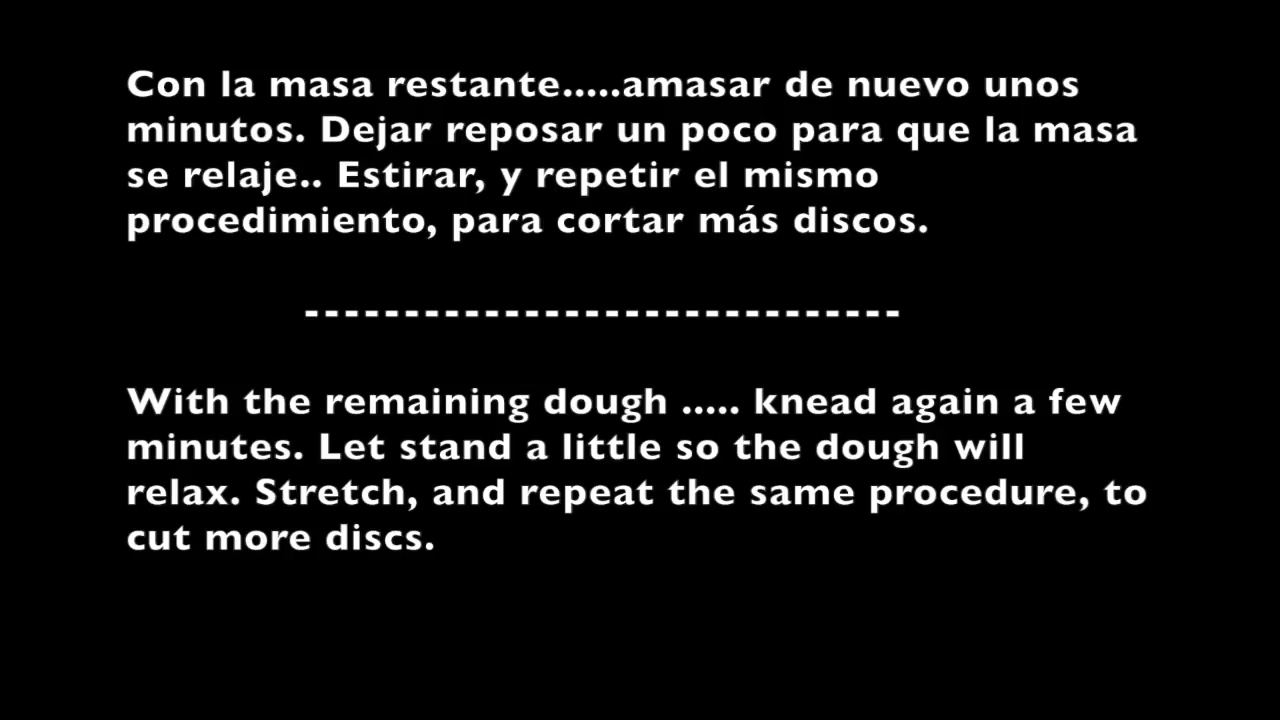 Con la masa restante.....amasar de nuevo unos
minutos. Dejar reposar un poco para que la masa
se relaje.. Estirar, y repetir el mismo
procedimiento, para cortar más discos.
------------------------------
With the remaining dough ..... knead again a few
minutes. Let stand a little so the dough will
relax. Stretch, and repeat the same procedure, to
cut more discs.